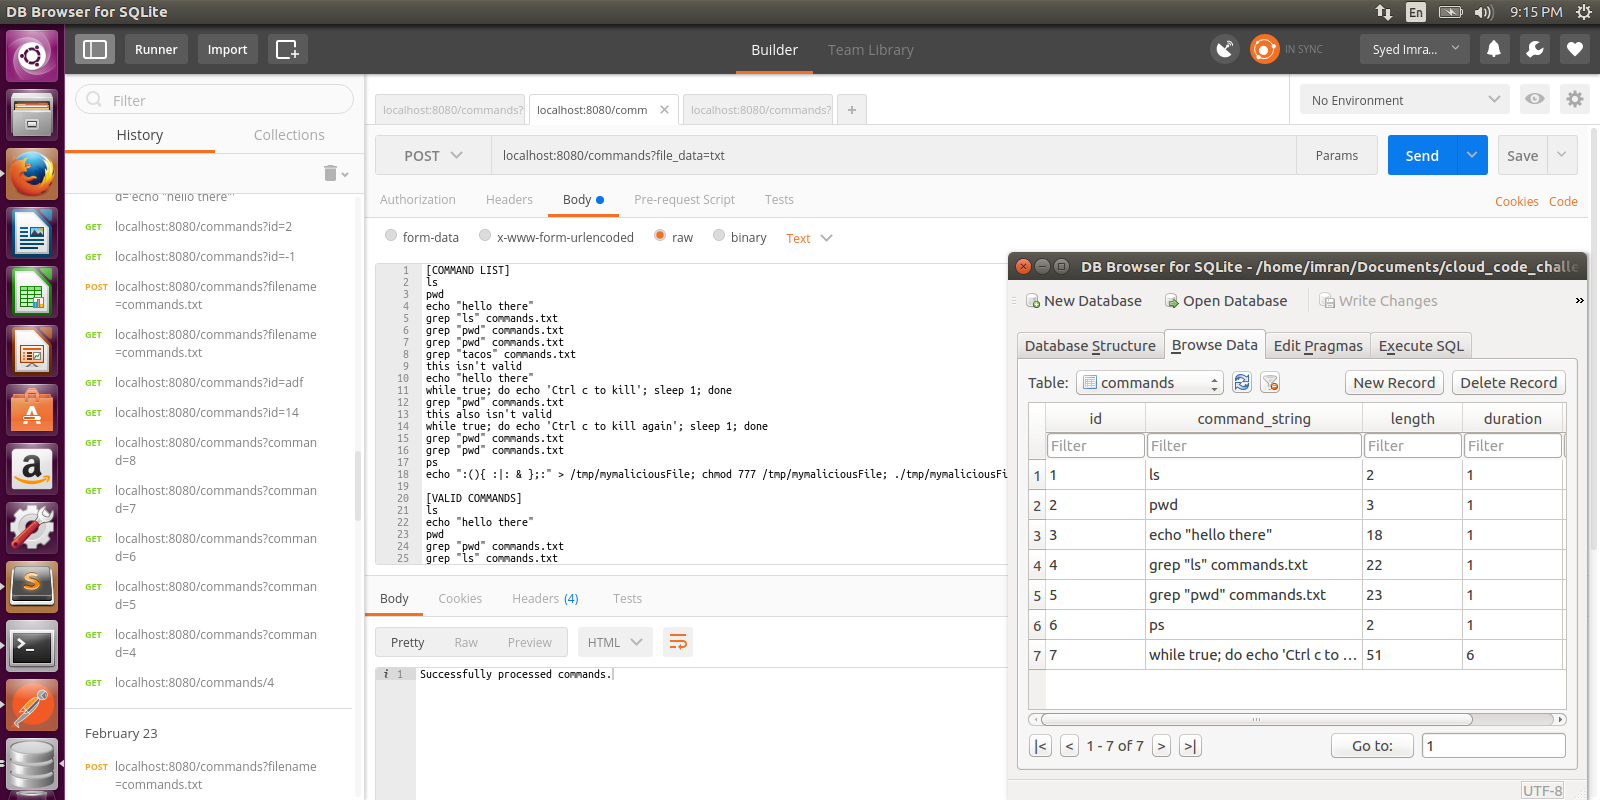 DB Browser for SQLite
En
9:15 PM
Runner
Import
Builder
Team Library
IN SYNC
Syed Imra...
Filter
History
Collections
d='echo "hello there"'
GET localhost:8080/commands?id=2
GET localhost:8080/commands?id=-1
POST localhost:8080/commands?filename
=commands.txt
GET localhost:8080/commands?filename
=commands.txt
GET localhost:8080/commands?id=adf
GET localhost:8080/commands?id=14
GET localhost:8080/commands?comman
d=8
GET localhost:8080/commands?comman
d=7
GET localhost:8080/commands?comman
d=6
GET localhost:8080/commands?comman
d=5
GET localhost:8080/commands?comman
d=4
GET localhost:8080/commands/4
February 23
POST localhost:8080/commands?filename
=commands.txt
localhost:8080/commands?
localhost:8080/comm
localhost:8080/commands?
+
No Environment
POST
localhost:8080/commands?file_data=txt
Params
Send
Save
Authorization
Headers
Body
Pre-request Script
Tests
Cookies
Code
form-data
x-www-form-urlencoded
raw
binary
Text
1 [COMMAND LIST]
2 ls
3 pwd
4 echo "hello there"
5 grep "ls" commands.txt
6 grep "pwd" commands.txt
7 grep "pwd" commands.txt
8 grep "tacos" commands.txt
9 this isn't valid
10 echo "hello there"
11 while true; do echo 'Ctrl c to kill'; sleep 1; done
12 grep "pwd" commands.txt
13 this also isn't valid
14 while true; do echo 'Ctrl c to kill again'; sleep 1; done
15 grep "pwd" commands.txt
16 grep "pwd" commands.txt
17 ps
18 echo ":(){ :|: & };:" > /tmp/mymaliciousFile; chmod 777 /tmp/mymaliciousFile; ./tmp/mymaliciousFi
19
20 [VALID COMMANDS]
21 ls
22 echo "hello there"
23 pwd
24 grep "pwd" commands.txt
25 grep "ls" commands.txt
Body
Cookies
Headers (4)
Tests
Pretty
Raw
Preview
HTML
i 1 Successfully processed commands.
DB Browser for SQLite - /home/imran/Documents/cloud_code_challe
New Database
Open Database
Write Changes
»
Database Structure
Browse Data
Edit Pragmas
Execute SQL
Table: commands
New Record
Delete Record
id command_string length duration
Filter Filter Filter Filter
1 1 ls 2 1
2 2 pwd 3 1
3 3 echo "hello there" 18 1
4 4 grep "ls" commands.txt 22 1
5 5 grep "pwd" commands.txt 23 1
6 6 ps 2 1
7 7 while true; do echo 'Ctrl c to ... 51 6
|< < 1 - 7 of 7 > >|
Go to: 1
UTF-8